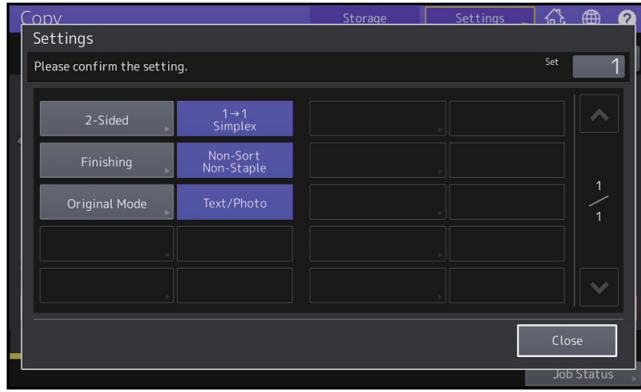 Copy
Storage
Settings
?
Settings
Please confirm the setting.
Set
1
2-Sided
1→1
Simplex
Finishing
Non-Sort
Non-Staple
Original Mode
Text/Photo
1
1
Close
Job Status